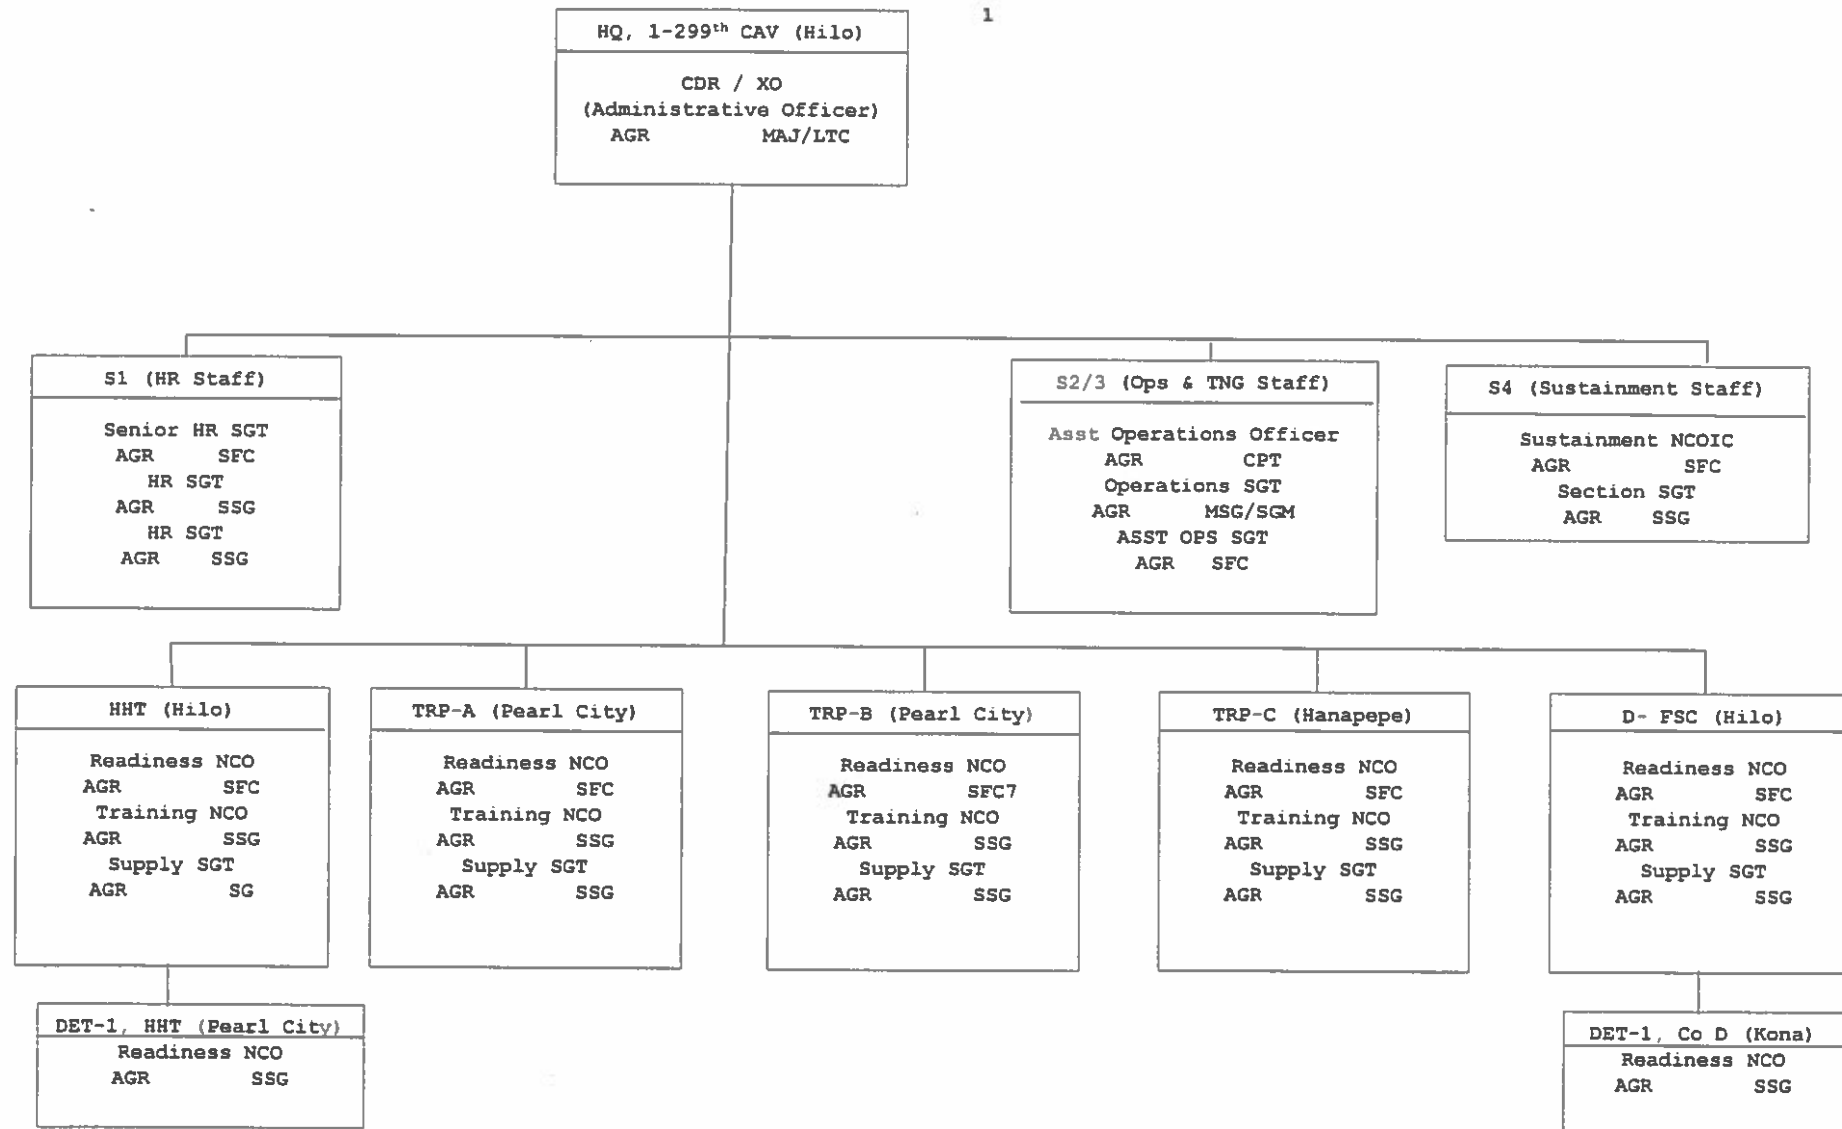 1
HQ, 1-299th CAV (Hilo)
CDR / XO
(Administrative Officer)
AGR MAJ/LTC
S1 (HR Staff)
Senior HR SGT
AGR SFC
HR SGT
AGR SSG
HR SGT
AGR SSG
S2/3 (Ops & TNG Staff)
Asst Operations Officer
AGR CPT
Operations SGT
AGR MSG/SGM
ASST OPS SGT
AGR SFC
S4 (Sustainment Staff)
Sustainment NCOIC
AGR SFC
Section SGT
AGR SSG
HHT (Hilo)
Readiness NCO
AGR SFC
Training NCO
AGR SSG
Supply SGT
AGR SG
TRP-A (Pearl City)
Readiness NCO
AGR SFC
Training NCO
AGR SSG
Supply SGT
AGR SSG
TRP-B (Pearl City)
Readiness NCO
AGR SFC7
Training NCO
AGR SSG
Supply SGT
AGR SSG
TRP-C (Hanapepe)
Readiness NCO
AGR SFC
Training NCO
AGR SSG
Supply SGT
AGR SSG
D- FSC (Hilo)
Readiness NCO
AGR SFC
Training NCO
AGR SSG
Supply SGT
AGR SSG
DET-1, HHT (Pearl City)
Readiness NCO
AGR SSG
DET-1, Co D (Kona)
Readiness NCO
AGR SSG